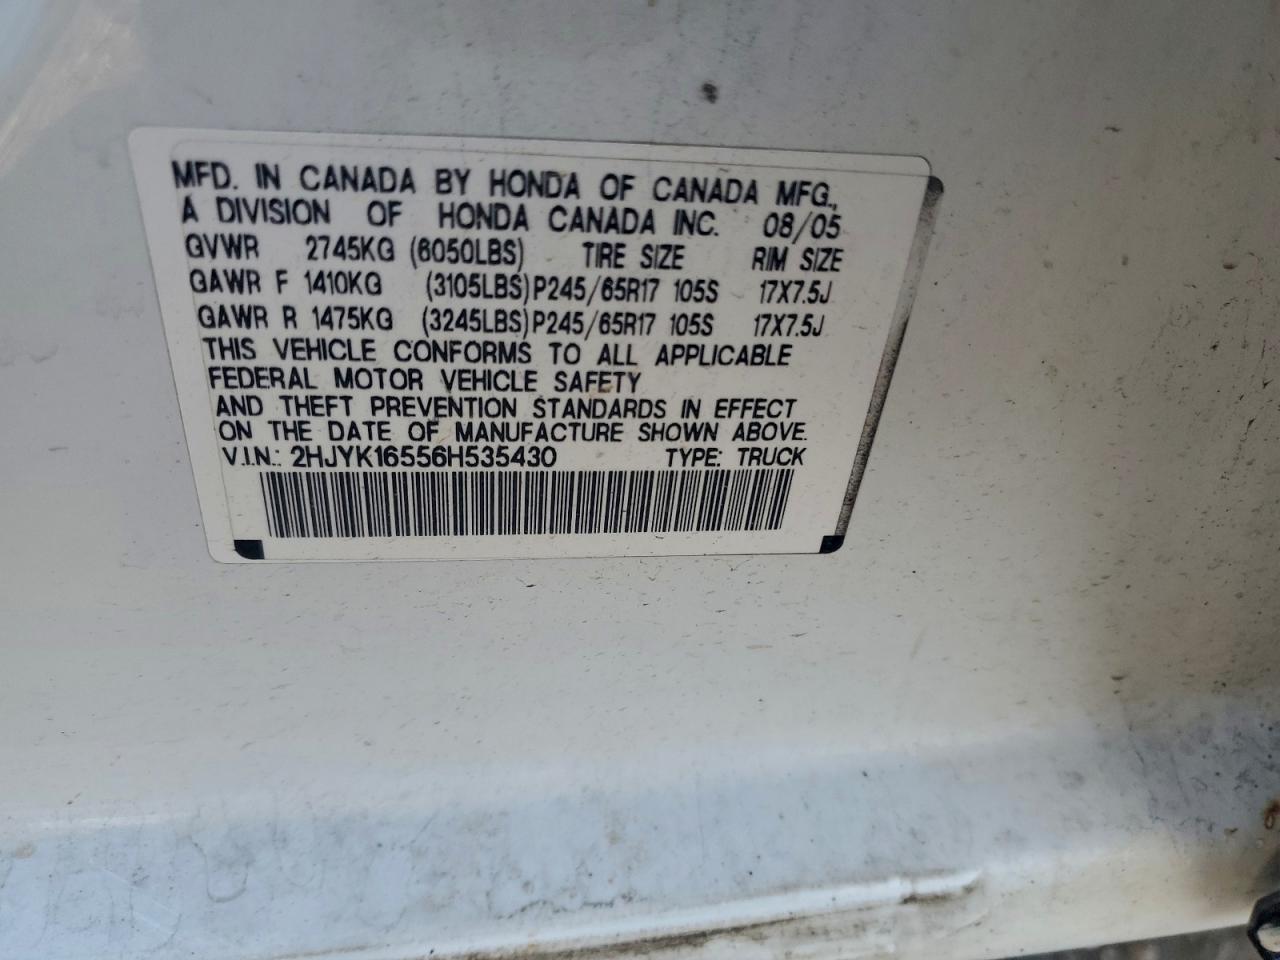 MFD. IN CANADA BY HONDA OF CANADA MFG.,
A DIVISION OF HONDA CANADA INC. 08/05
GVWR 2745KG (6050LBS) TIRE SIZE RIM SIZE
GAWR F 1410KG (3105LBS) P245/65R17 105S 17X7.5J
GAWR R 1475KG (3245LBS) P245/65R17 105S 17X7.5J
THIS VEHICLE CONFORMS TO ALL APPLICABLE
FEDERAL MOTOR VEHICLE SAFETY
AND THEFT PREVENTION STANDARDS IN EFFECT
ON THE DATE OF MANUFACTURE SHOWN ABOVE.
V.I.N.: 2HJYK16556H535430 TYPE: TRUCK